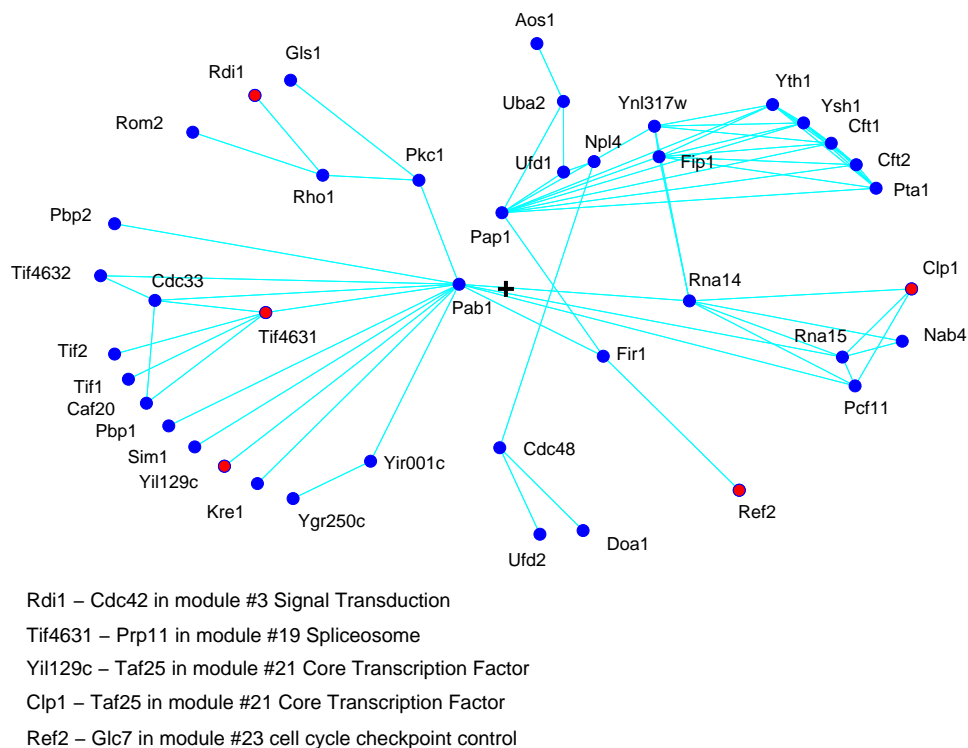 Aos1
Gls1
Rdi1
Yth1
Uba2
Ynl317w
Ysh1
Rom2
Npl4
Cft1
Pkc1
Ufd1
Fip1
Cft2
Rho1
Pta1
Pbp2
Pap1
Tif4632
Cdc33
Rna14
Clp1
Pab1
Tif4631
Rna15
Nab4
Tif2
Fir1
Tif1
Caf20
Pcf11
Pbp1
Sim1
Cdc48
Yil129c
Yir001c
Kre1
Ygr250c
Ref2
Ufd2
Doa1
Rdi1 – Cdc42 in module #3 Signal Transduction
Tif4631 – Prp11 in module #19 Spliceosome
Yil129c – Taf25 in module #21 Core Transcription Factor
Clp1 – Taf25 in module #21 Core Transcription Factor
Ref2 – Glc7 in module #23 cell cycle checkpoint control